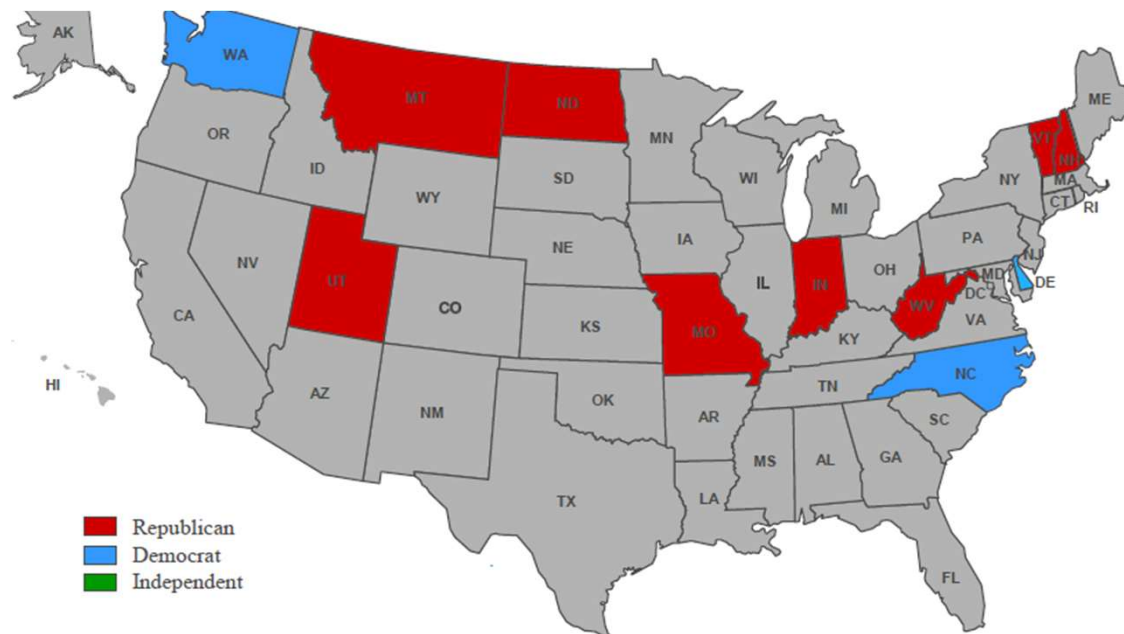 AK
WA
MT
ND
MN
ME
VT
NH
OR
ID
SD
WI
NY
MA
WY
MI
CT
RI
IA
PA
NE
NV
OH
NJ
UT
IL
IN
MD
DE
CO
DC
CA
WV
VA
KS
MO
KY
HI
NC
TN
AZ
OK
NM
AR
SC
MS
AL
GA
LA
TX
Republican
Democrat
Independent
FL